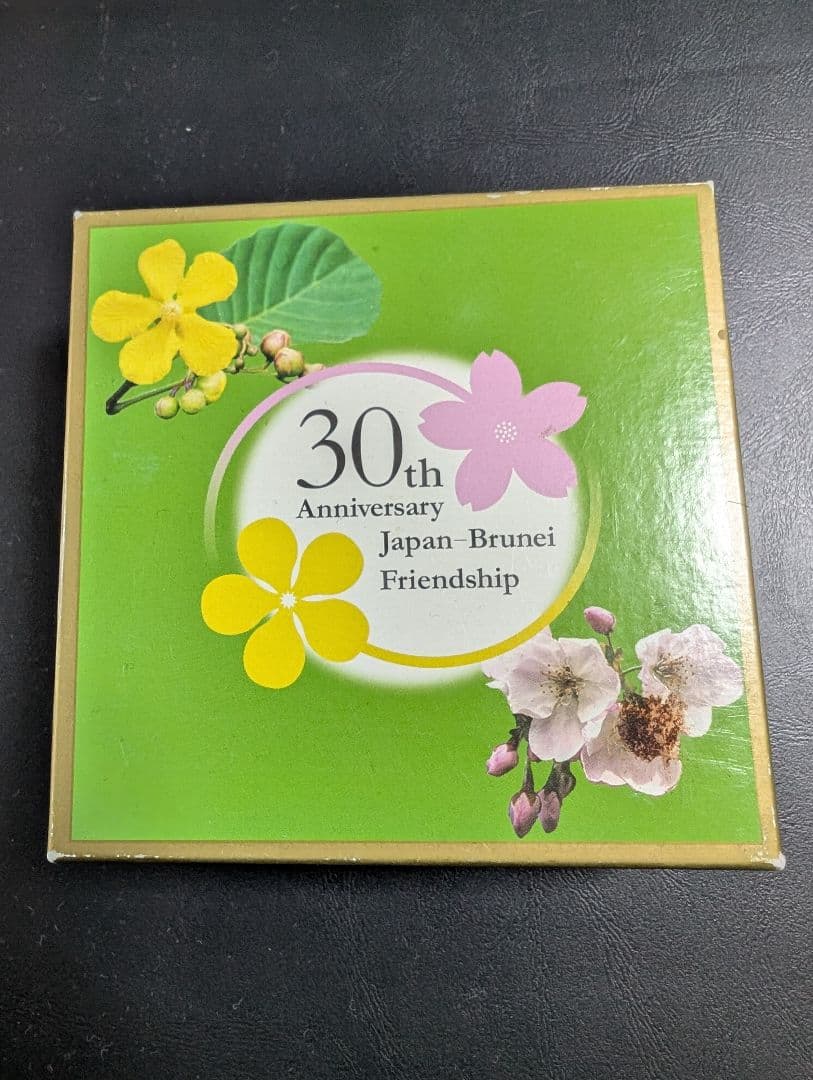 30th
Anniversary
Japan–Brunei
Friendship